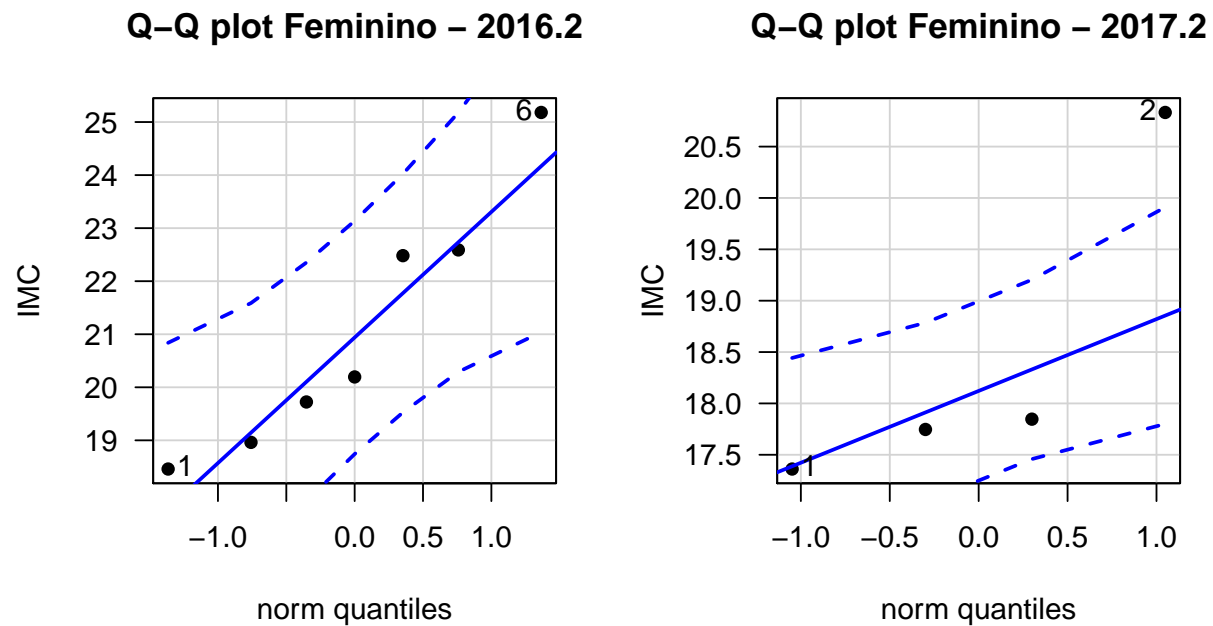 Q−Q plot Feminino − 2016.2
25
24
23
22
21
20
19
IMC
6
1
−1.0 0.0 0.5 1.0
norm quantiles
Q−Q plot Feminino − 2017.2
20.5
20.0
19.5
19.0
18.5
18.0
17.5
IMC
2
1
−1.0 −0.5 0.0 0.5 1.0
norm quantiles